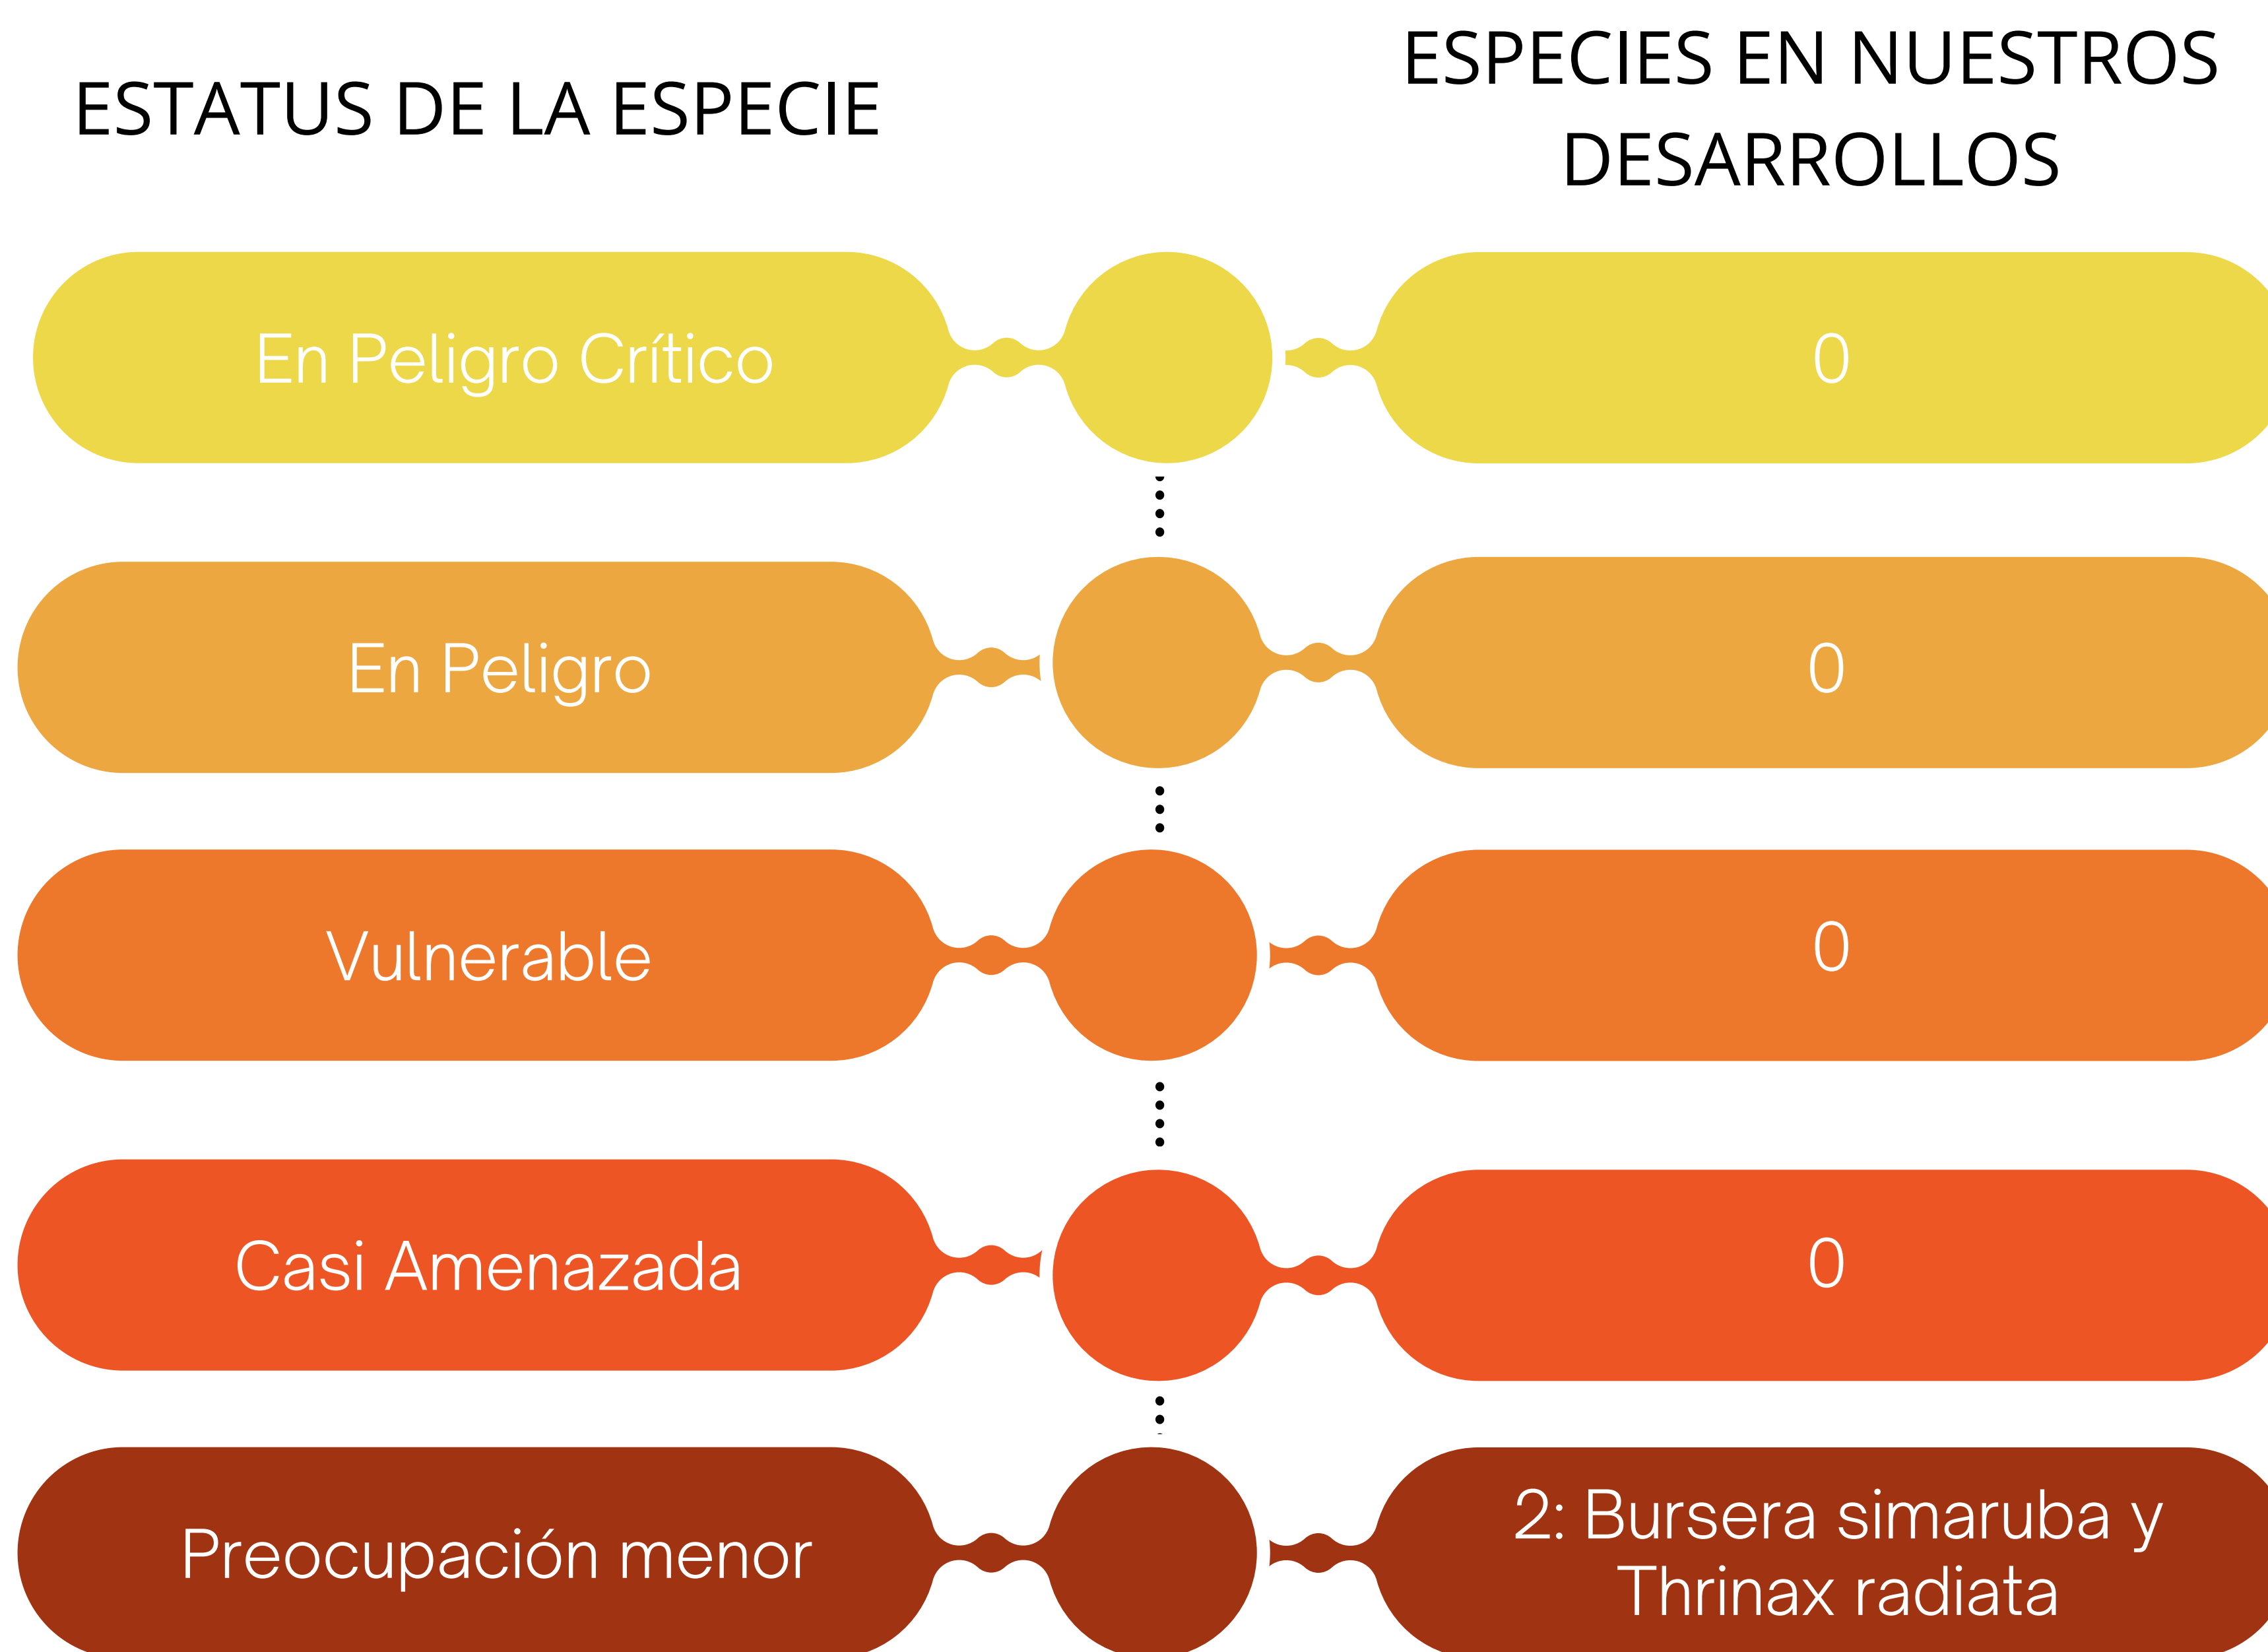 ESTATUS DE LA ESPECIE
ESPECIES EN NUESTROS
DESARROLLOS
En Peligro Crítico
0
En Peligro
0
Vulnerable
0
Casi Amenazada
0
Preocupación menor
2: Bursera simaruba y
Thrinax radiata